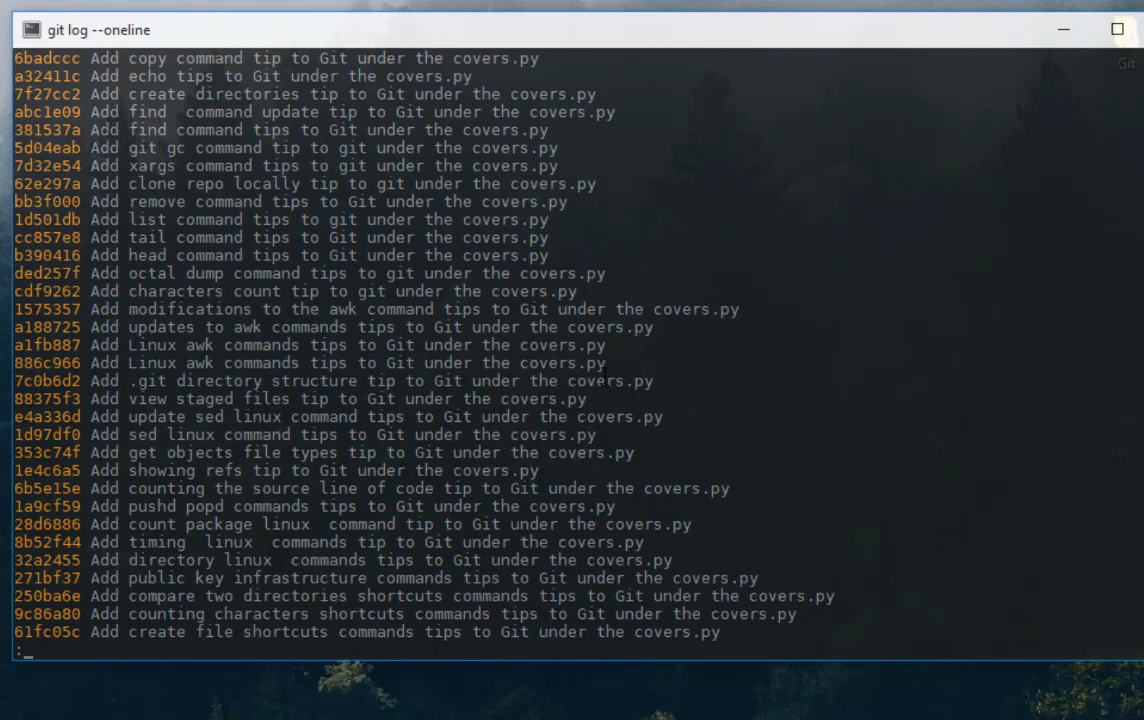 git log --oneline
Git
6badccc Add copy command tip to Git under the covers.py
a32411c Add echo tips to Git under the covers.py
7f27cc2 Add create directories tip to Git under the covers.py
abc1e09 Add find  command update tip to Git under the covers.py
381537a Add find command tips to Git under the covers.py
5d04eab Add git gc command tip to git under the covers.py
7d32e54 Add xargs command tips to git under the covers.py
62e297a Add clone repo locally tip to git under the covers.py
bb3f000 Add remove command tips to Git under the covers.py
1d501db Add list command tips to git under the covers.py
cc857e8 Add tail command tips to Git under the covers.py
b390416 Add head command tips to Git under the covers.py
ded257f Add octal dump command tips to git under the covers.py
cdf9262 Add characters count tip to git under the covers.py
1575357 Add modifications to the awk command tips to Git under the covers.py
a188725 Add updates to awk commands tips to Git under the covers.py
a1fb887 Add Linux awk commands tips to Git under the covers.py
886c966 Add Linux awk commands tips to Git under the covers.py
7c0b6d2 Add .git directory structure tip to Git under the covers.py
88375f3 Add view staged files tip to Git under the covers.py
e4a336d Add update sed linux command tips to Git under the covers.py
1d97df0 Add sed linux command tips to Git under the covers.py
353c74f Add get objects file types tip to Git under the covers.py
1e4c6a5 Add showing refs tip to Git under the covers.py
6b5e15e Add counting the source line of code tip to Git under the covers.py
1a9cf59 Add pushd popd commands tips to Git under the covers.py
28d6886 Add count package linux  command tip to Git under the covers.py
8b52f44 Add timing  linux  commands tip to Git under the covers.py
32a2455 Add directory linux  commands tips to Git under the covers.py
271bf37 Add public key infrastructure commands tips to Git under the covers.py
250ba6e Add compare two directories shortcuts commands tips to Git under the covers.py
9c86a80 Add counting characters shortcuts commands tips to Git under the covers.py
61fc05c Add create file shortcuts commands tips to Git under the covers.py
:_